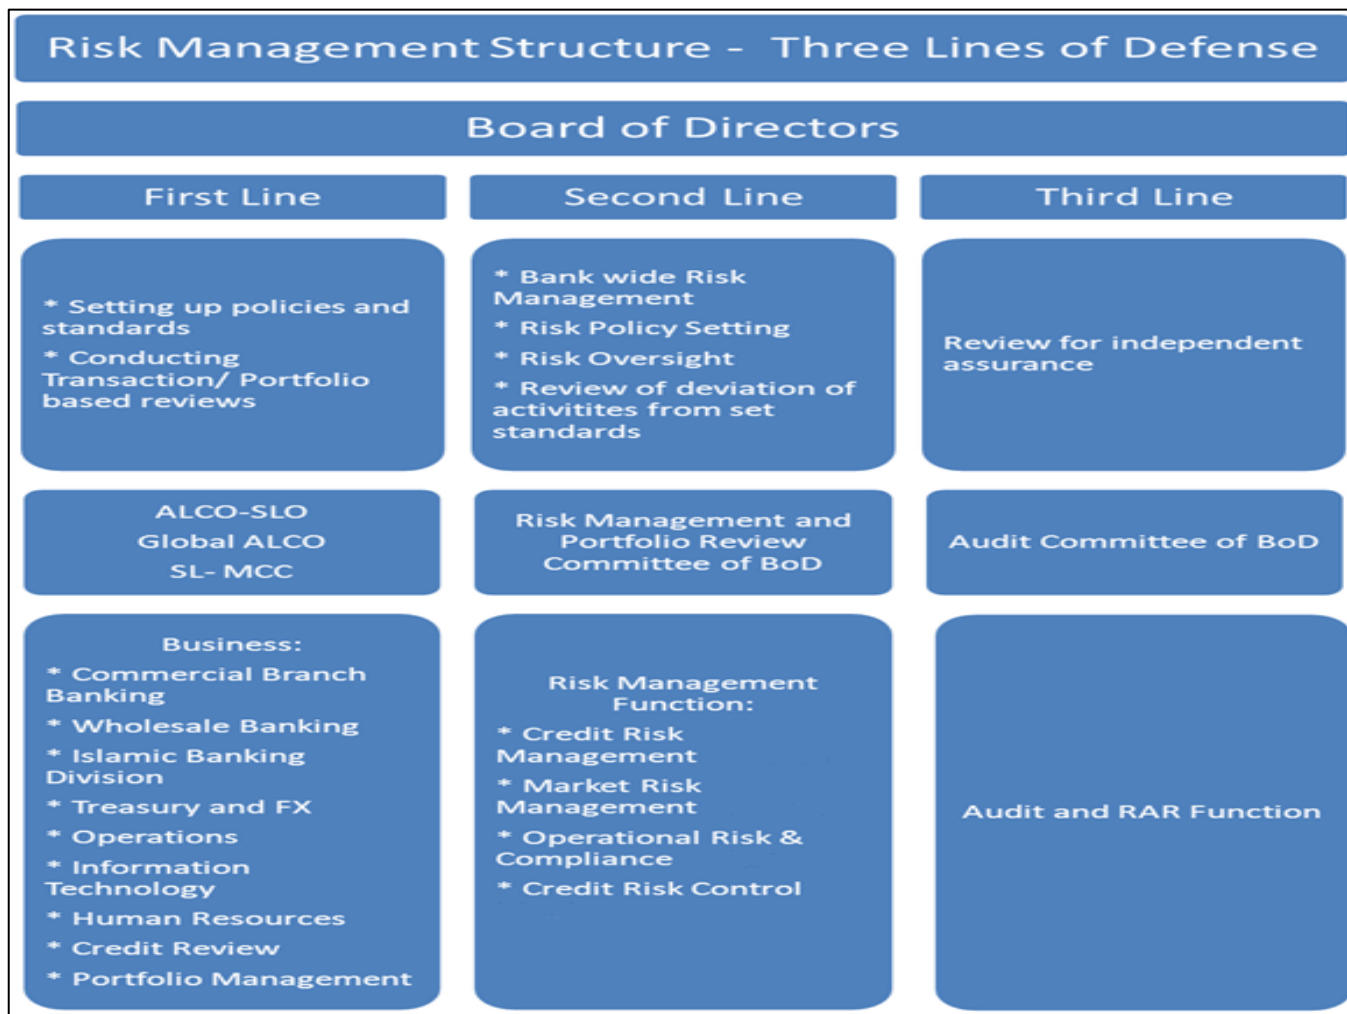 Risk Management Structure - Three Lines of Defense
Board of Directors
First Line
* Setting up policies and
standards
* Conducting
Transaction/ Portfolio
based reviews
ALCO-SLO
Global ALCO
SL- MCC
Business:
* Commercial Branch
Banking
* Wholesale Banking
* Islamic Banking
Division
* Treasury and FX
* Operations
* Information
Technology
* Human Resources
* Credit Review
* Portfolio Management
Second Line
* Bank wide Risk
Management
* Risk Policy Setting
* Risk Oversight
* Review of deviation of
activitites from set
standards
Risk Management and
Portfolio Review
Committee of BoD
Risk Management
Function:
* Credit Risk
Management
* Market Risk
Management
* Operational Risk &
Compliance
* Credit Risk Control
Third Line
Review for independent
assurance
Audit Committee of BoD
Audit and RAR Function